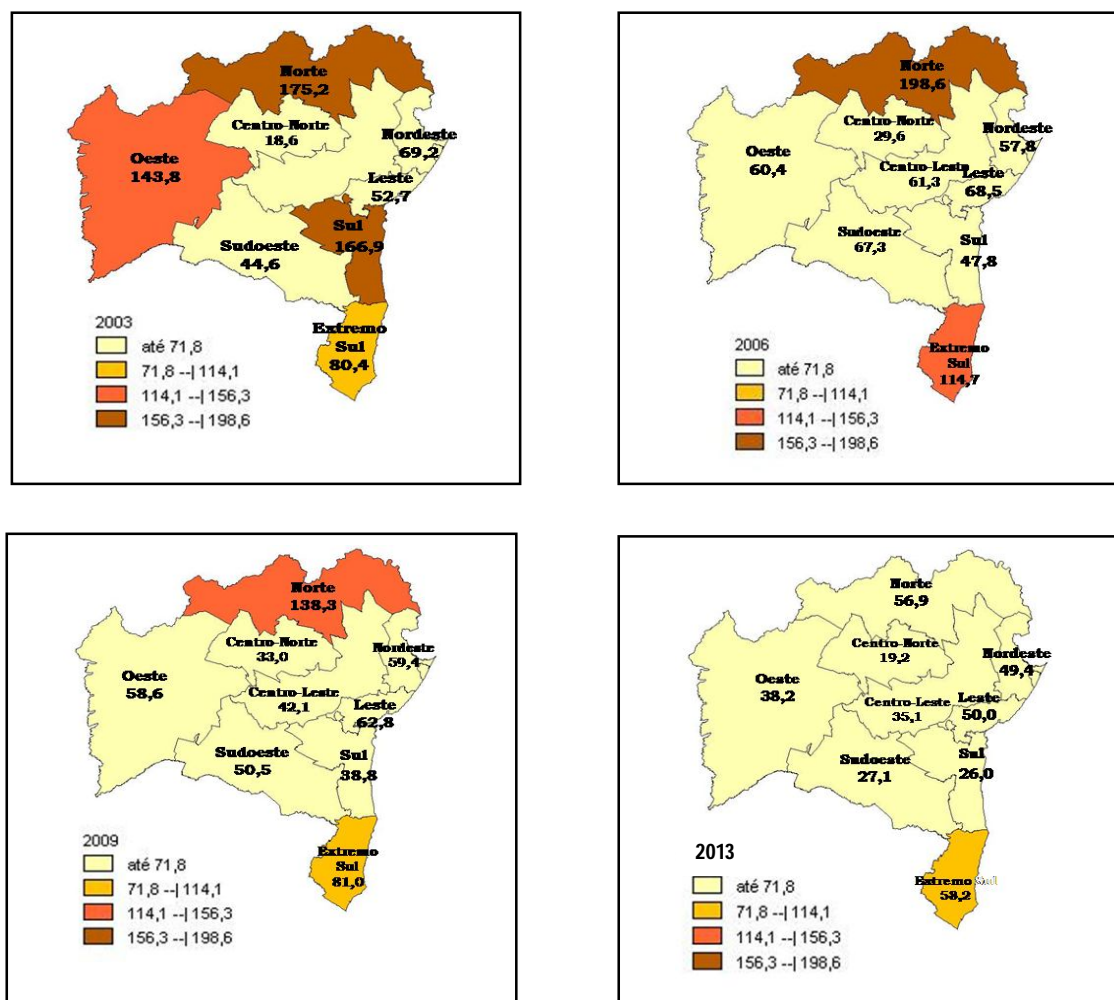 Norte
175,2
Centro-Norte
18,6
Nordeste
69,2
Oeste
143,8
Leste
52,7
Sul
166,9
Sudoeste
44,6
Extremo
Sul
80,4
2003
até 71,8
71,8 --| 114,1
114,1 --| 156,3
156,3 --| 198,6
Norte
198,6
Centro-Norte
29,6
Nordeste
57,8
Oeste
60,4
Centro-Leste
61,3
Leste
68,5
Sudoeste
67,3
Sul
47,8
Extremo
Sul
114,7
2006
até 71,8
71,8 --| 114,1
114,1 --| 156,3
156,3 --| 198,6
Norte
138,3
Centro-Norte
33,0
Nordeste
59,4
Oeste
58,6
Centro-Leste
42,1
Leste
62,8
Sudoeste
50,5
Sul
38,8
Extremo
Sul
81,0
2009
até 71,8
71,8 --| 114,1
114,1 --| 156,3
156,3 --| 198,6
Norte
56,9
Centro-Norte
19,2
Nordeste
49,4
Oeste
38,2
Centro-Leste
35,1
Leste
50,0
Sudoeste
27,1
Sul
26,0
Extremo Sul
58,2
2013
até 71,8
71,8 --| 114,1
114,1 --| 156,3
156,3 --| 198,6